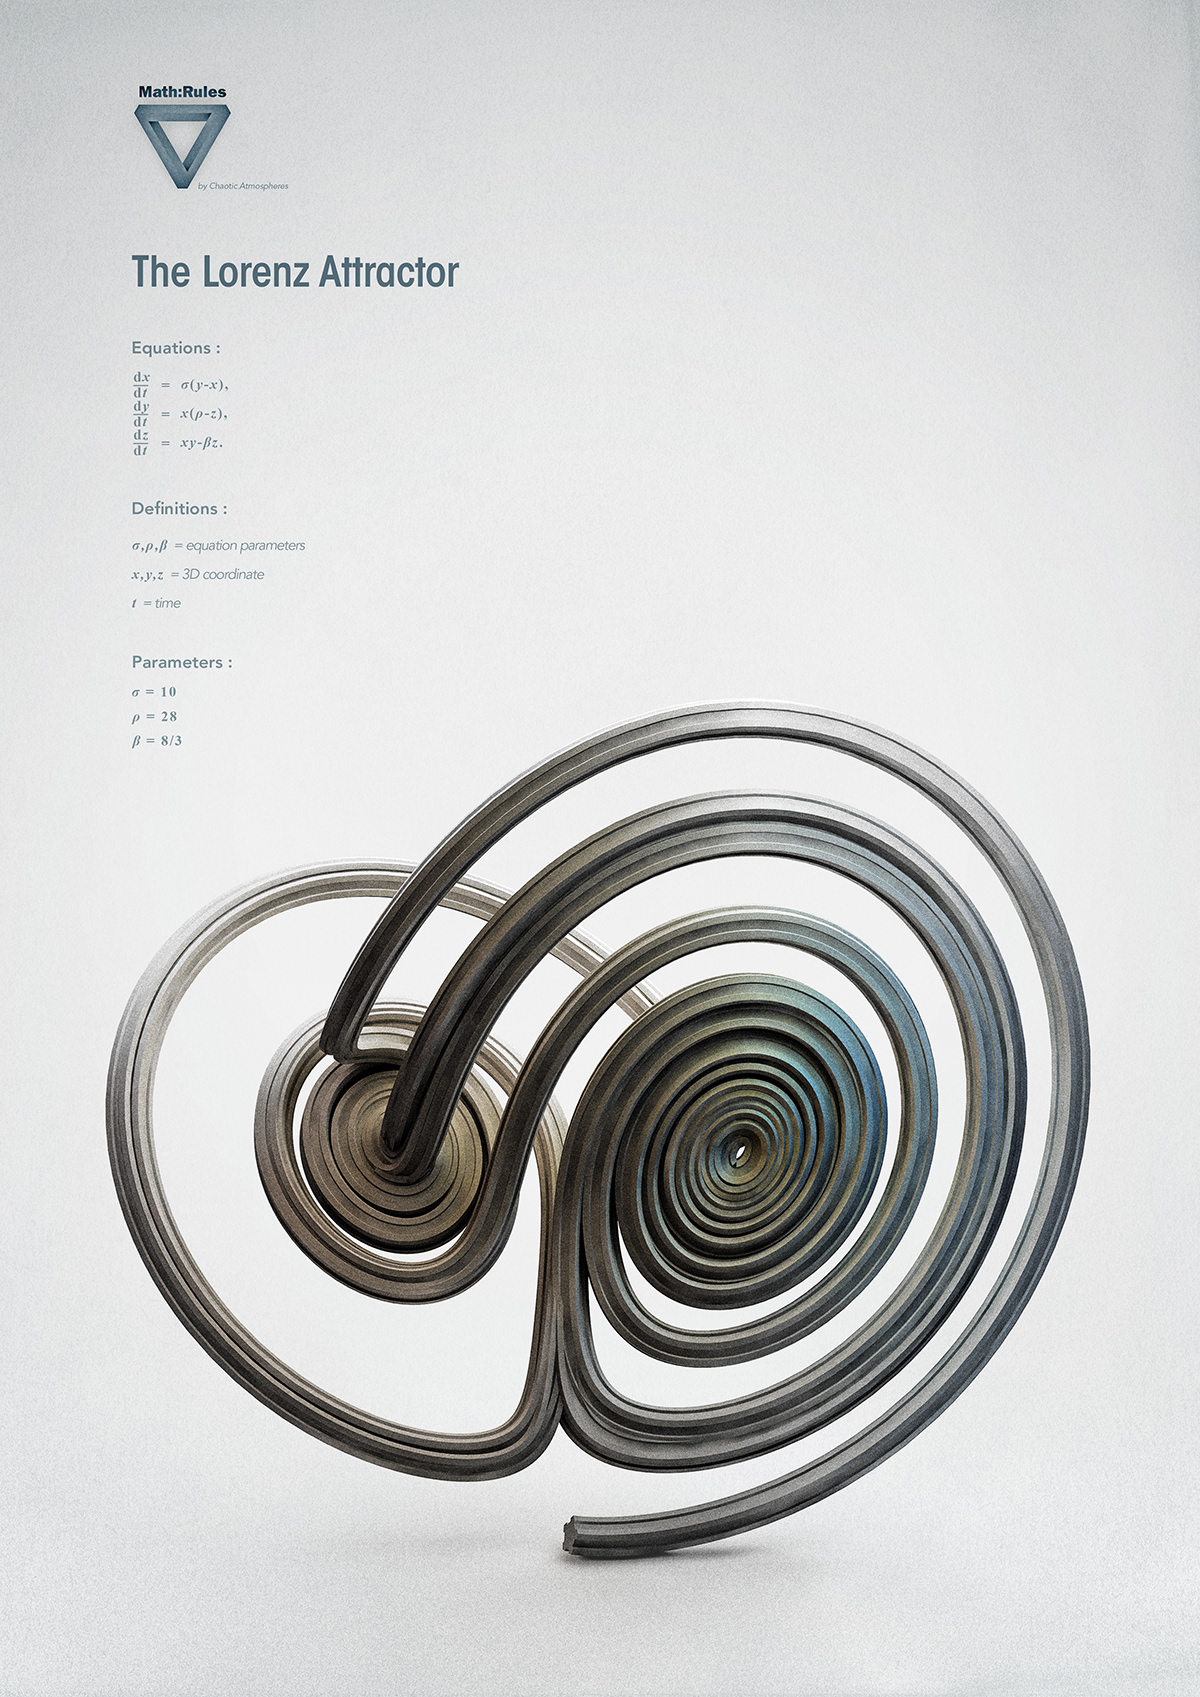 Math:Rules
by Chaotic Atmospheres
The Lorenz Attractor
Equations :
dx/dt = σ(y-x),
dy/dt = x(ρ-z),
dz/dt = xy-βz.
Definitions :
σ,ρ,β = equation parameters
x,y,z = 3D coordinate
t = time
Parameters :
σ = 10
ρ = 28
β = 8/3